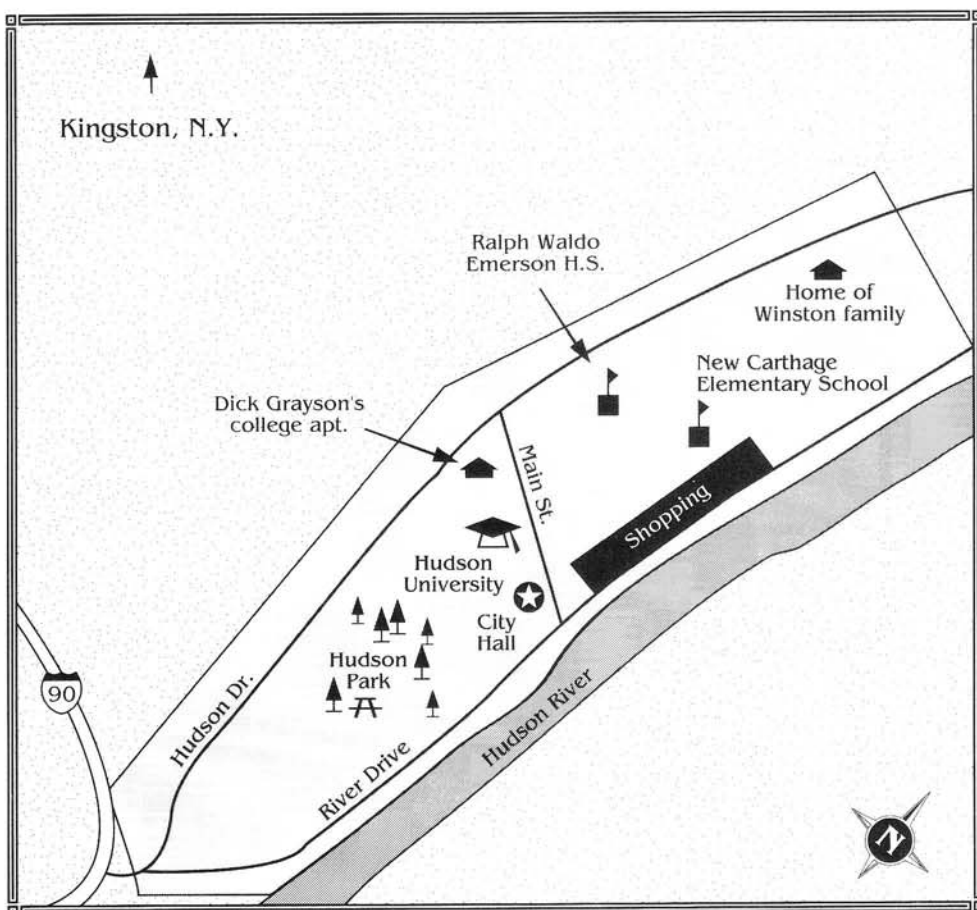 Kingston, N.Y.
Ralph Waldo
Emerson H.S.
Home of
Winston family
New Carthage
Elementary School
Dick Grayson's
college apt.
Main St.
Shopping
Hudson
University
City
Hall
Hudson
Park
90
Hudson Dr.
River Drive
Hudson River
N